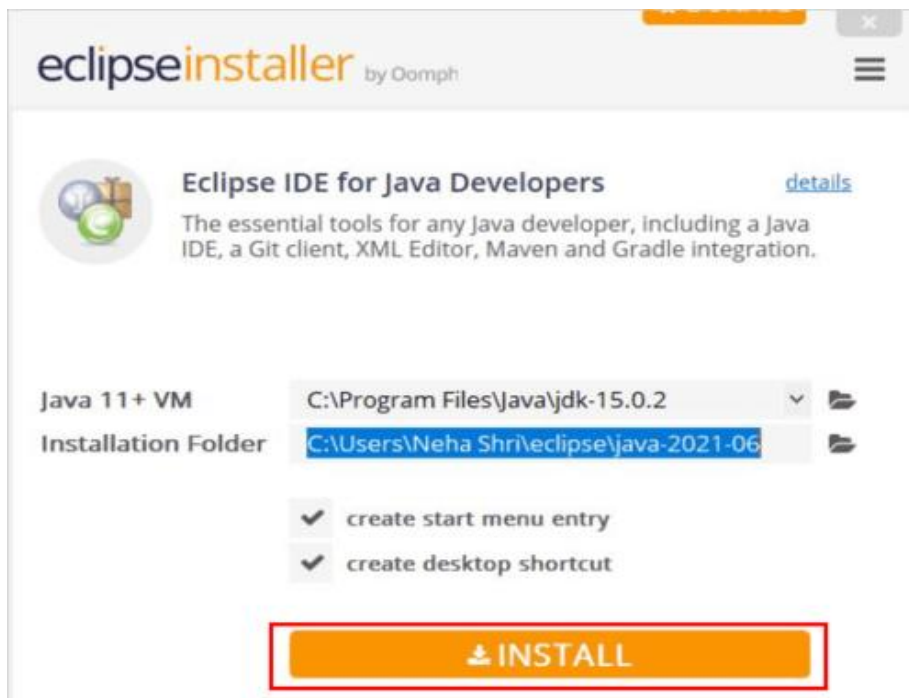 eclipseinstaller by Oomph
Eclipse IDE for Java Developers
details
The essential tools for any Java developer, including a Java
IDE, a Git client, XML Editor, Maven and Gradle integration.
Java 11+ VM
C:\Program Files\Java\jdk-15.0.2
Installation Folder
C:\Users\Neha Shri\eclipse\java-2021-06
create start menu entry
create desktop shortcut
INSTALL